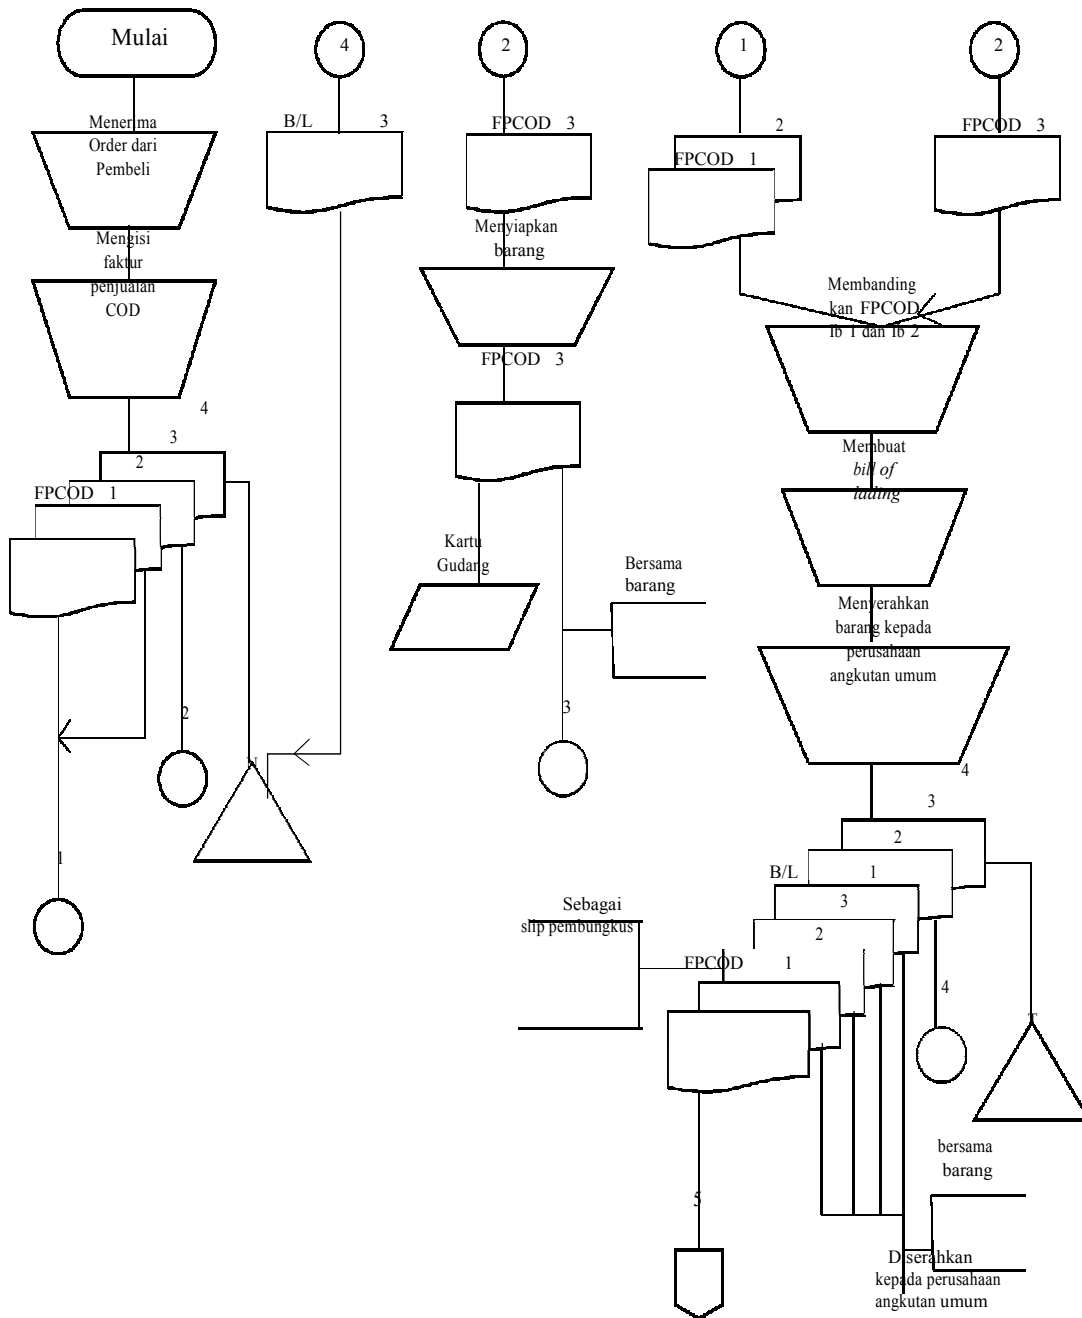 Mulai
4
2
1
2
Menerima
Order dari
Pembeli
B/L 3
FPCOD 3
2
FPCOD 1
FPCOD 3
Mengisi
faktur
penjualan
COD
Menyiapkan
barang
Membanding
kan FPCOD
lb 1 dan lb 2
FPCOD 3
4
3
2
FPCOD 1
Membuat
bill of
lading
Kartu
Gudang
Bersama
barang
Menyerahkan
barang kepada
perusahaan
angkutan umum
2
3
1
4
3
2
B/L 1
3
2
FPCOD 1
Sebagai
slip pembungkus
4
T
bersama
barang
5
Diserahkan
kepada perusahaan
angkutan umum